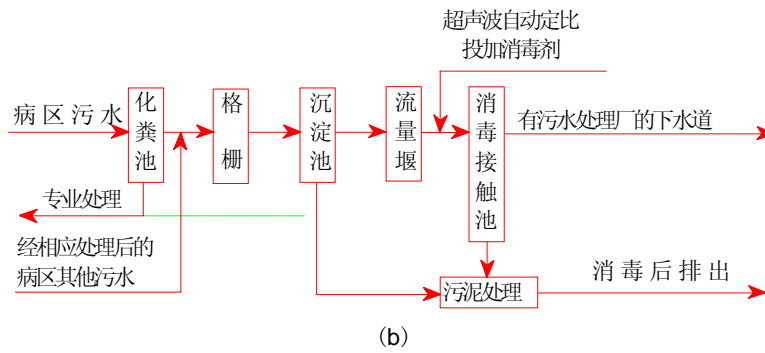 超声波自动定比
投加消毒剂
病区污水
化粪池
格栅
沉淀池
流量堰
消毒接触池
有污水处理厂的下水道
专业处理
经相应处理后的
病区其他污水
污泥处理
消毒后排出
(b)